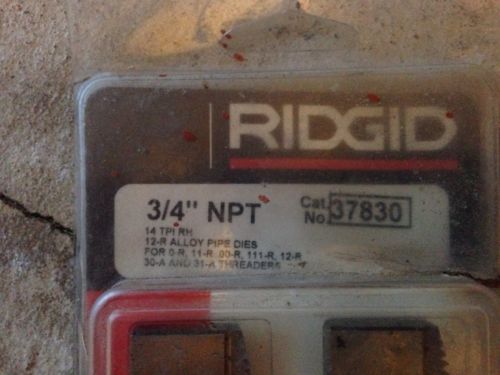 RIDGID
3/4" NPT
Cat. No. 37830
14 TPI RH
12-R ALLOY PIPE DIES
FOR 0-R, 11-R, 00-R, 111-R, 12-R
30-A AND 31-A THREADERS